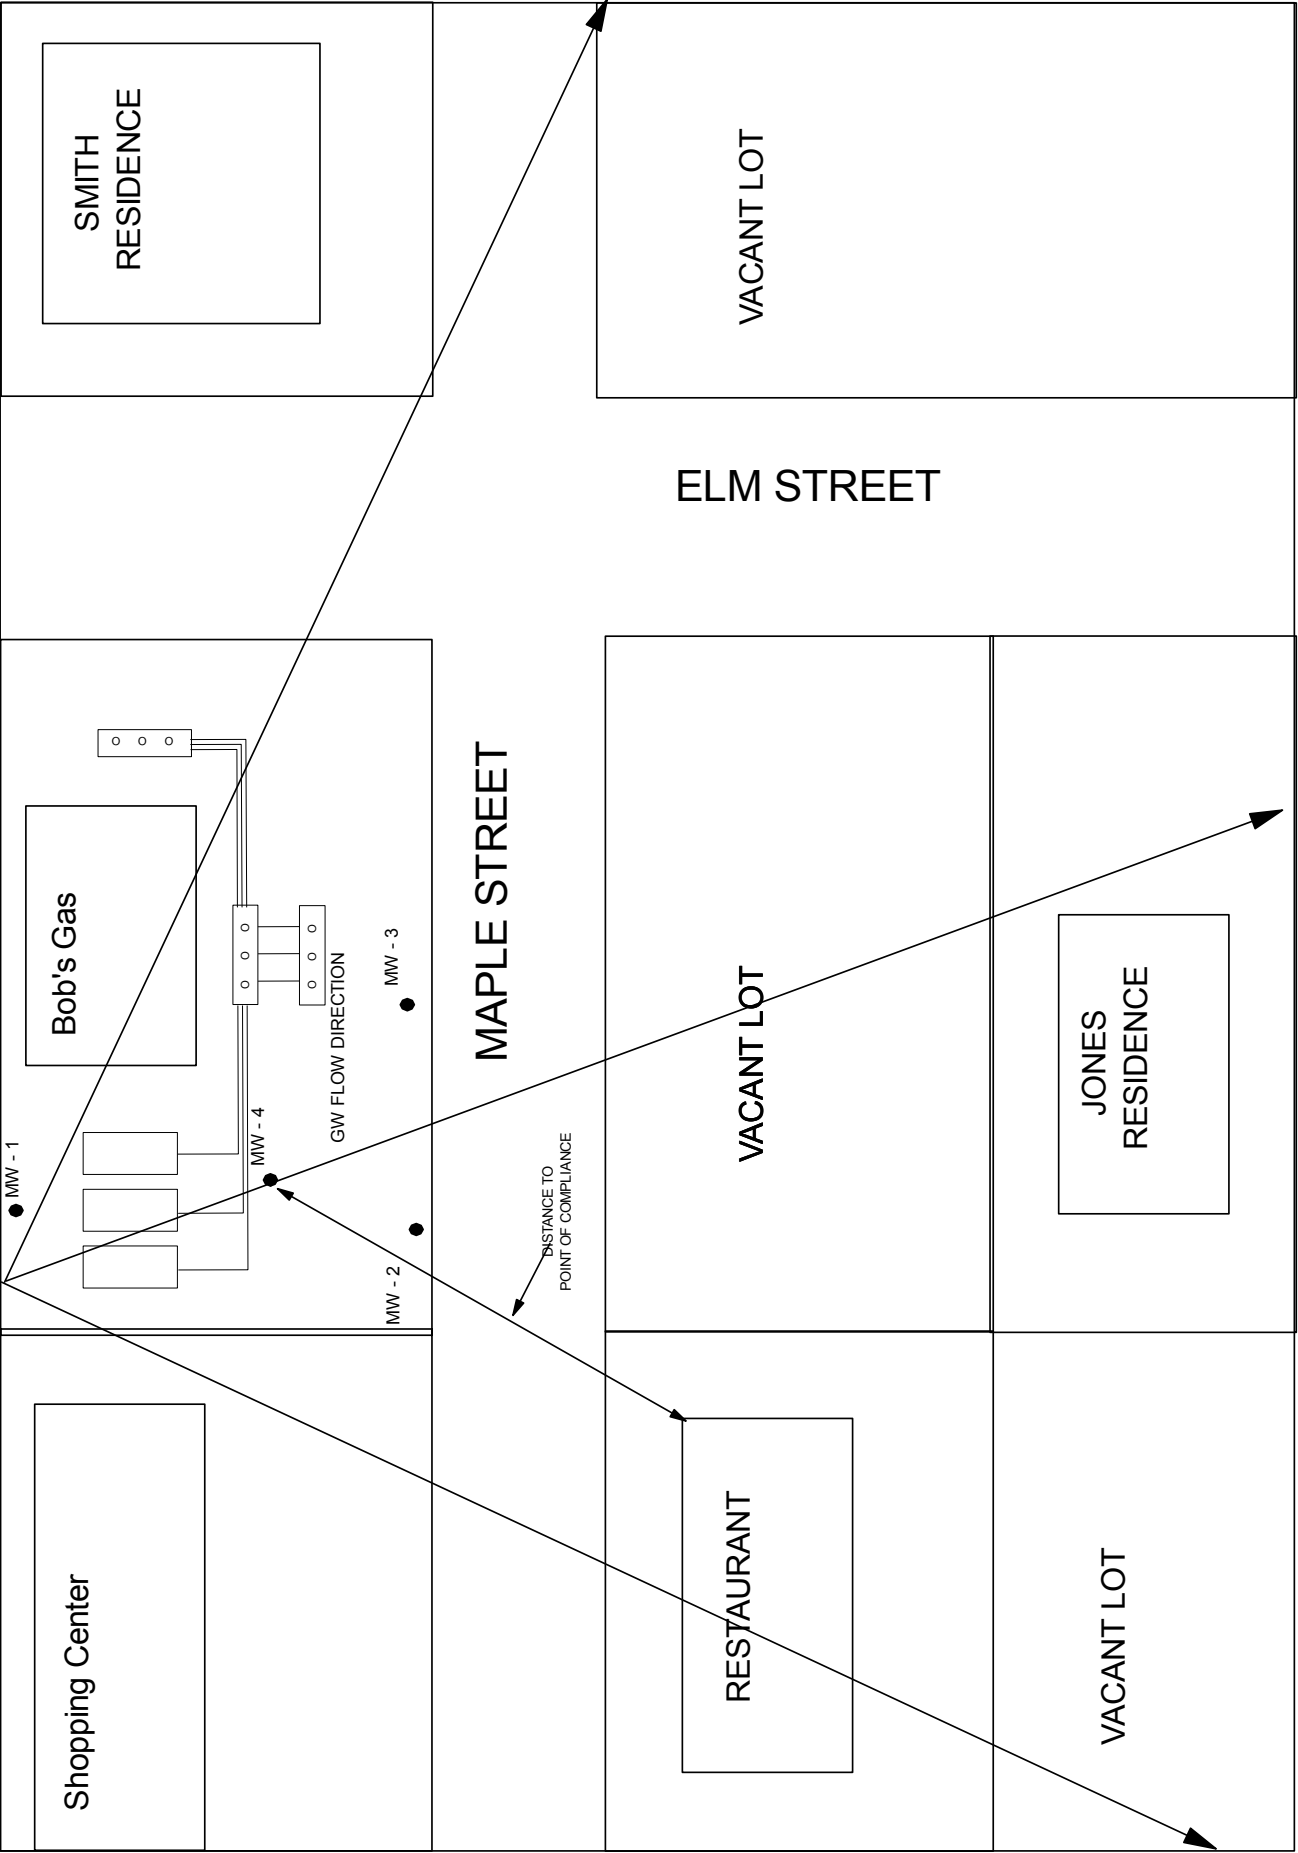 SMITH
RESIDENCE
VACANT LOT
ELM STREET
Bob's Gas
MW - 1
MW - 4
GW FLOW DIRECTION
MW - 3
MW - 2
MAPLE STREET
DISTANCE TO
POINT OF COMPLIANCE
VACANT LOT
JONES
RESIDENCE
Shopping Center
RESTAURANT
VACANT LOT